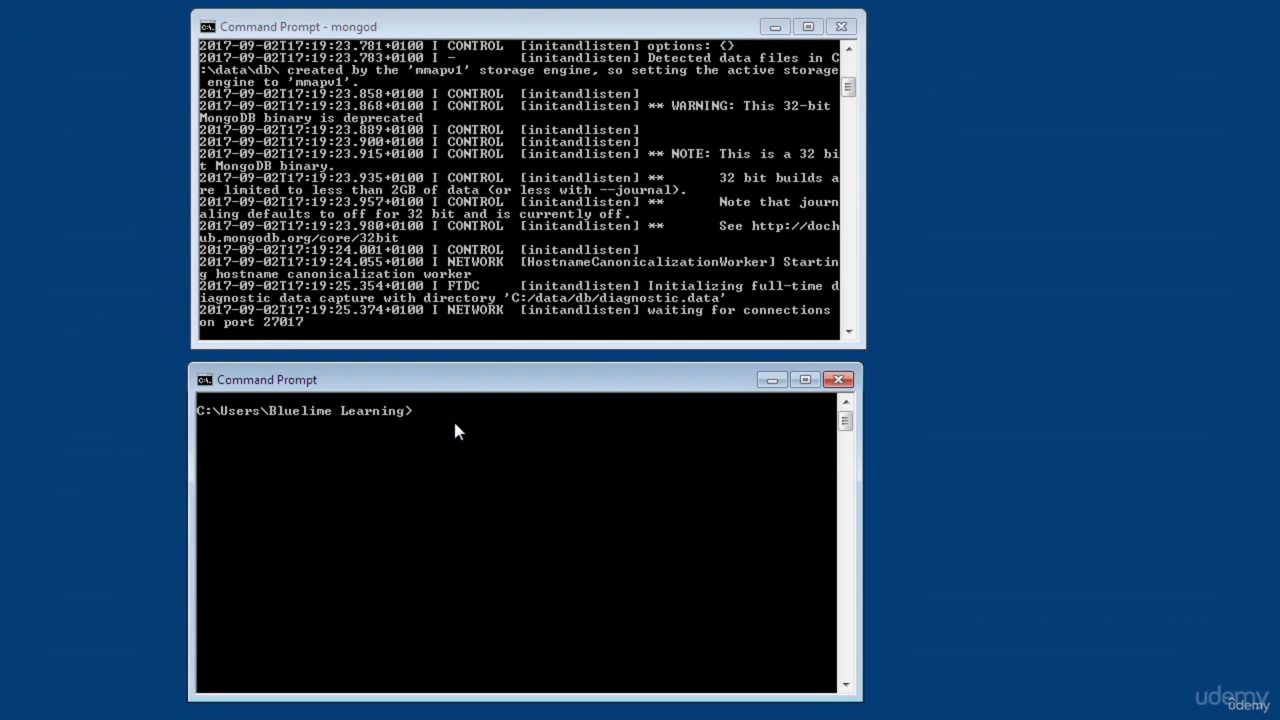 Command Prompt - mongod
2017-09-02T17:19:23.781+0100 I CONTROL  [initandlisten] options: {}
2017-09-02T17:19:23.783+0100 I -        [initandlisten] Detected data files in C
:\data\db\ created by the 'mmapv1' storage engine, so setting the active storage
 engine to 'mmapv1'.
2017-09-02T17:19:23.858+0100 I CONTROL  [initandlisten]
2017-09-02T17:19:23.868+0100 I CONTROL  [initandlisten] ** WARNING: This 32-bit
MongoDB binary is deprecated
2017-09-02T17:19:23.889+0100 I CONTROL  [initandlisten]
2017-09-02T17:19:23.900+0100 I CONTROL  [initandlisten]
2017-09-02T17:19:23.915+0100 I CONTROL  [initandlisten] ** NOTE: This is a 32 bi
t MongoDB binary.
2017-09-02T17:19:23.935+0100 I CONTROL  [initandlisten] **       32 bit builds a
re limited to less than 2GB of data (or less with --journal).
2017-09-02T17:19:23.957+0100 I CONTROL  [initandlisten] **       Note that journ
aling defaults to off for 32 bit and is currently off.
2017-09-02T17:19:23.980+0100 I CONTROL  [initandlisten] **       See http://doch
ub.mongodb.org/core/32bit
2017-09-02T17:19:24.001+0100 I CONTROL  [initandlisten]
2017-09-02T17:19:24.055+0100 I NETWORK  [HostnameCanonicalizationWorker] Startin
g hostname canonicalization worker
2017-09-02T17:19:25.354+0100 I FTDC     [initandlisten] Initializing full-time d
iagnostic data capture with directory 'C:/data/db/diagnostic.data'
2017-09-02T17:19:25.374+0100 I NETWORK  [initandlisten] waiting for connections
on port 27017
Command Prompt
C:\Users\Bluelime Learning>
udemy
ûdemy